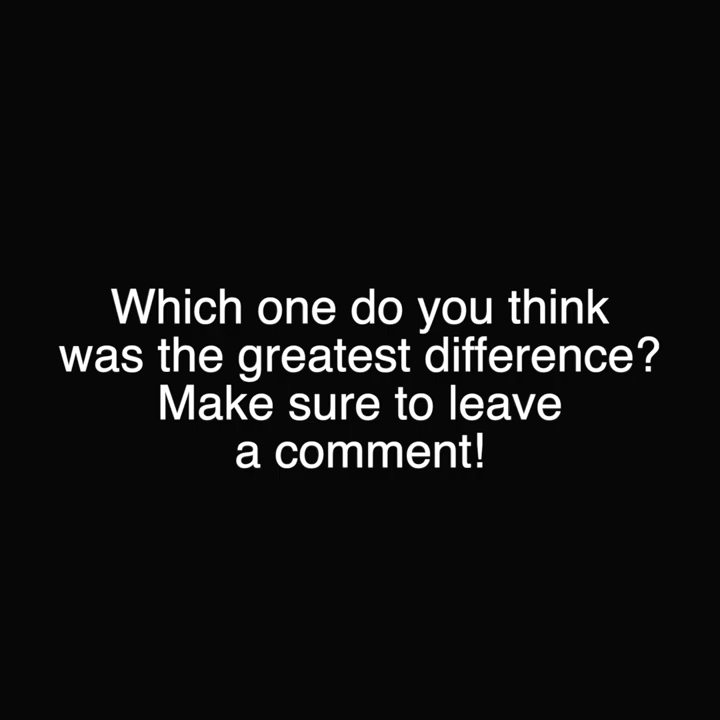 Which one do you think
was the greatest difference?
Make sure to leave
a comment!